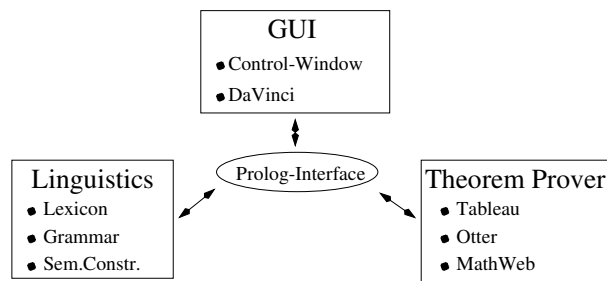 GUI
Control-Window
DaVinci
Prolog-Interface
Linguistics
Lexicon
Grammar
Sem.Constr.
Theorem Prover
Tableau
Otter
MathWeb